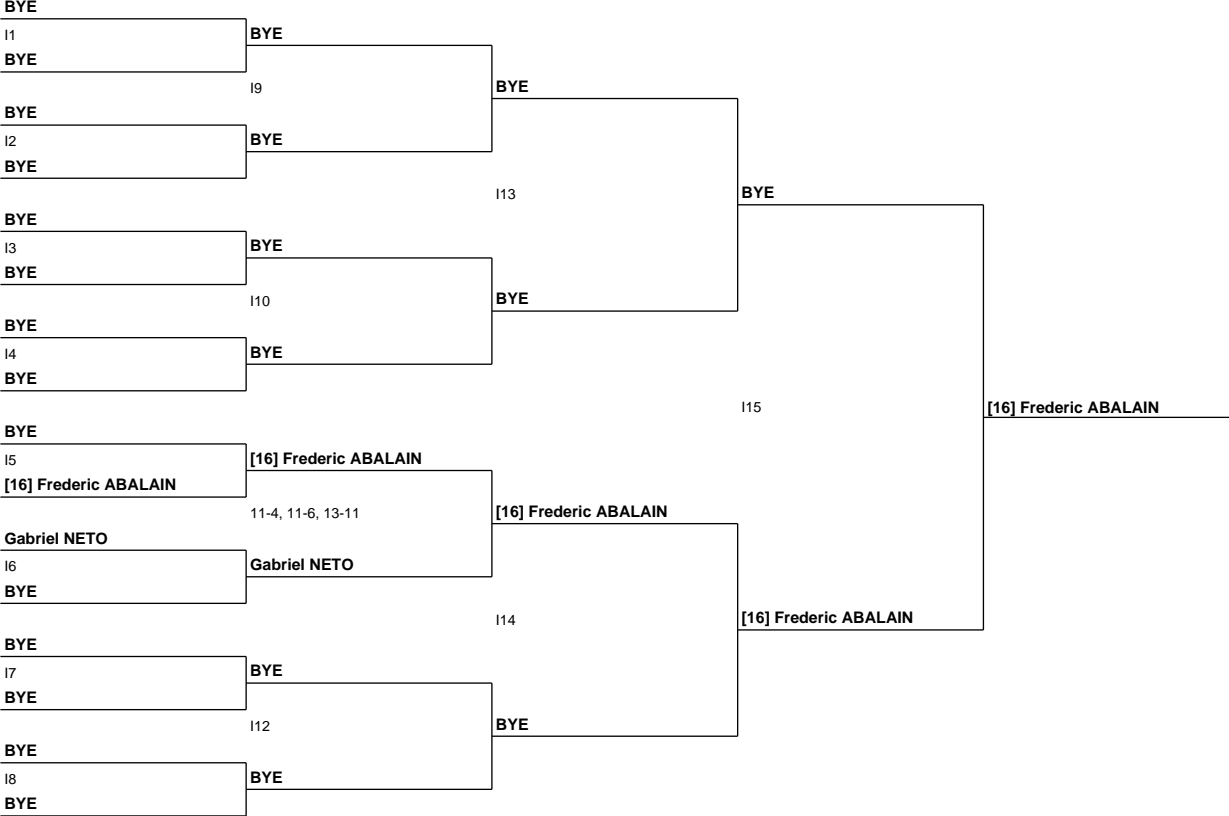 BYE
I1
BYE
BYE
I9
BYE
BYE
I2
BYE
BYE
I13
BYE
BYE
I3
BYE
BYE
I10
BYE
BYE
I4
BYE
BYE
I15
[16] Frederic ABALAIN
BYE
I5
[16] Frederic ABALAIN
[16] Frederic ABALAIN
11-4, 11-6, 13-11
[16] Frederic ABALAIN
Gabriel NETO
I6
Gabriel NETO
BYE
I14
[16] Frederic ABALAIN
BYE
I7
BYE
BYE
I12
BYE
BYE
I8
BYE
BYE